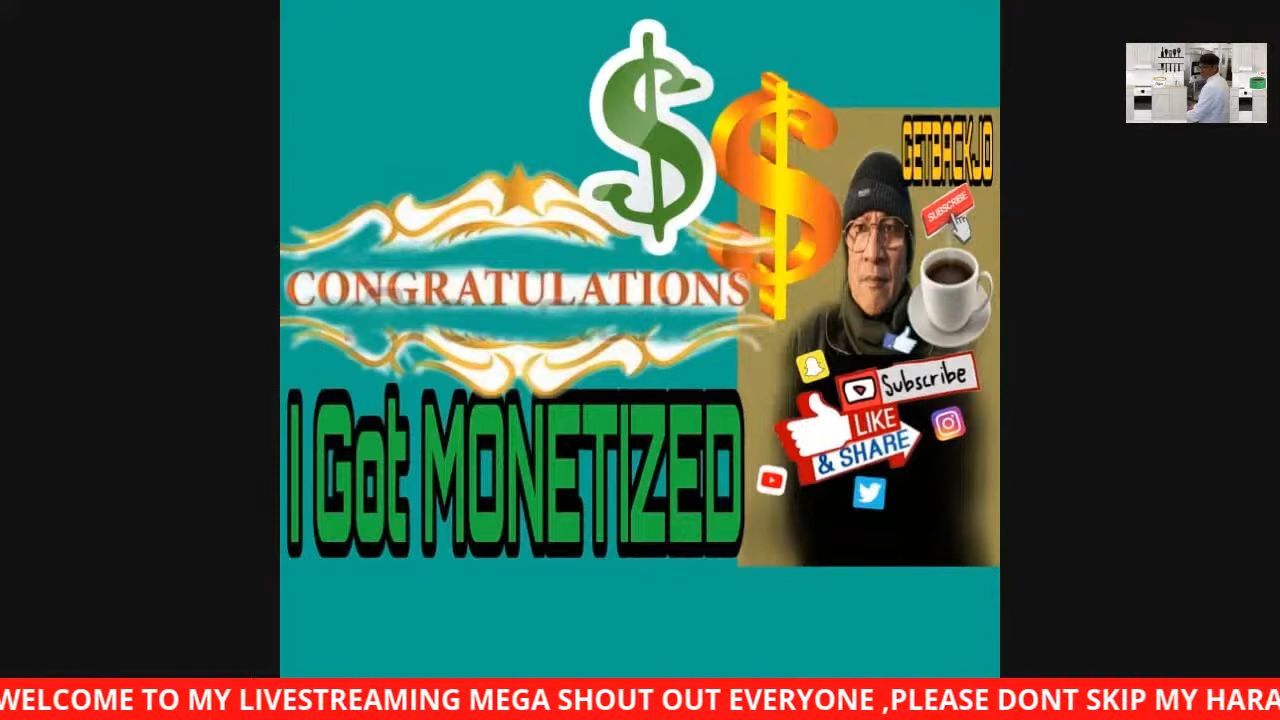 GETBACKJO
SUBSCRIBE
CONGRATULATIONS
Subscribe
LIKE
& SHARE
I Got MONETIZED
WELCOME TO MY LIVESTREAMING MEGA SHOUT OUT EVERYONE ,PLEASE DONT SKIP MY HARA